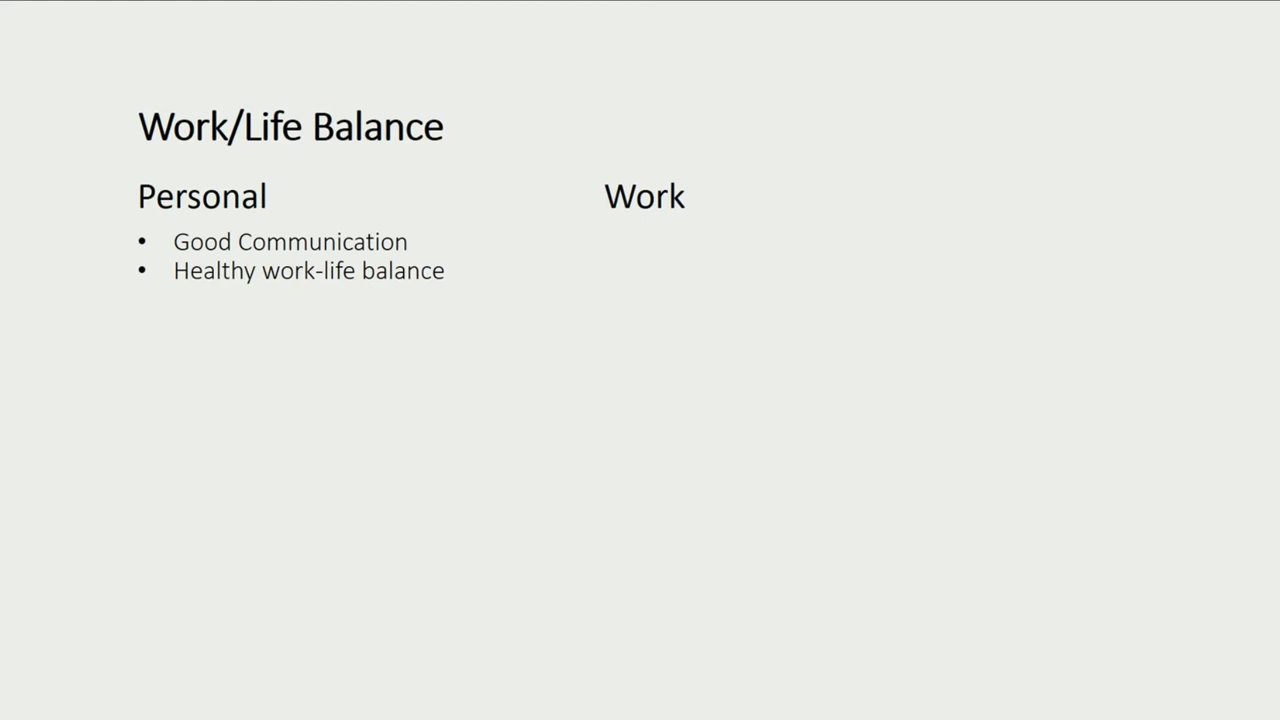 Work/Life Balance
Personal
• Good Communication
• Healthy work-life balance
Work